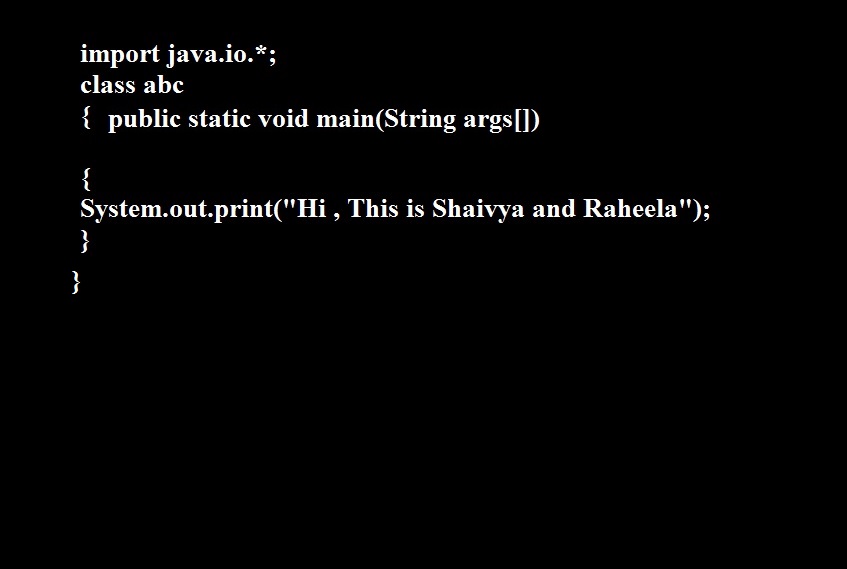 import java.io.*;
class abc
{ public static void main(String args[])
{
System.out.print("Hi , This is Shaivya and Raheela");
}
}